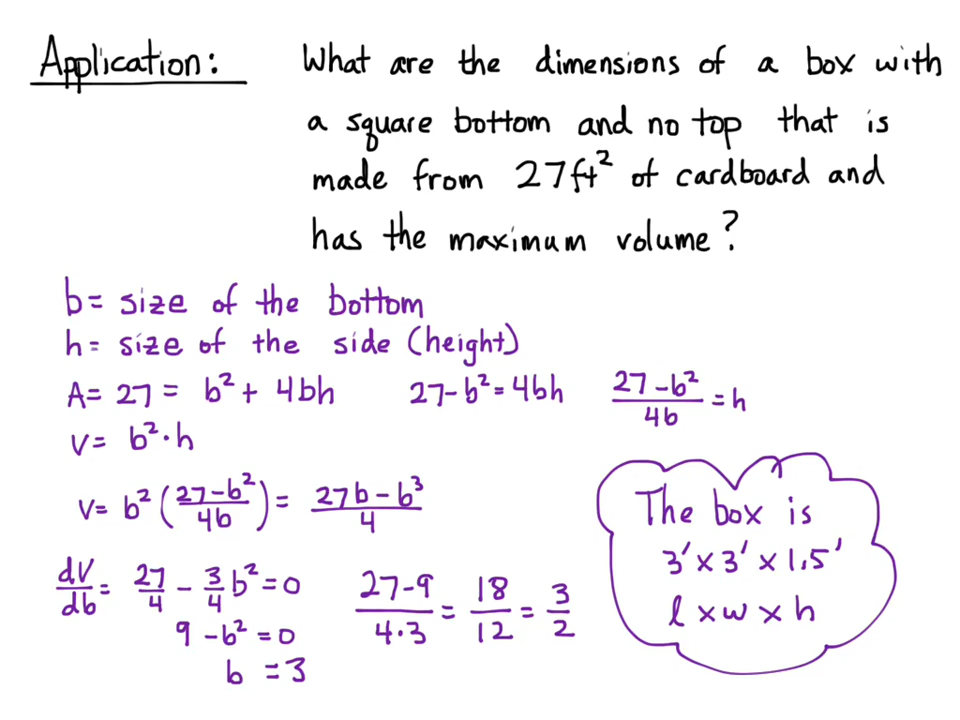 Application: What are the dimensions of a box with
a square bottom and no top that is
made from 27ft² of cardboard and
has the maximum volume?
b = size of the bottom
h = size of the side (height)
A = 27 = b² + 4bh 27 - b² = 4bh (27 - b²)/4b = h
V = b² · h
V = b² ((27 - b²)/4b) = (27b - b³)/4
dV/db = 27/4 - 3/4 b² = 0 (27 - 9)/(4·3) = 18/12 = 3/2
9 - b² = 0
b = 3
The box is
3' x 3' x 1.5'
l x w x h